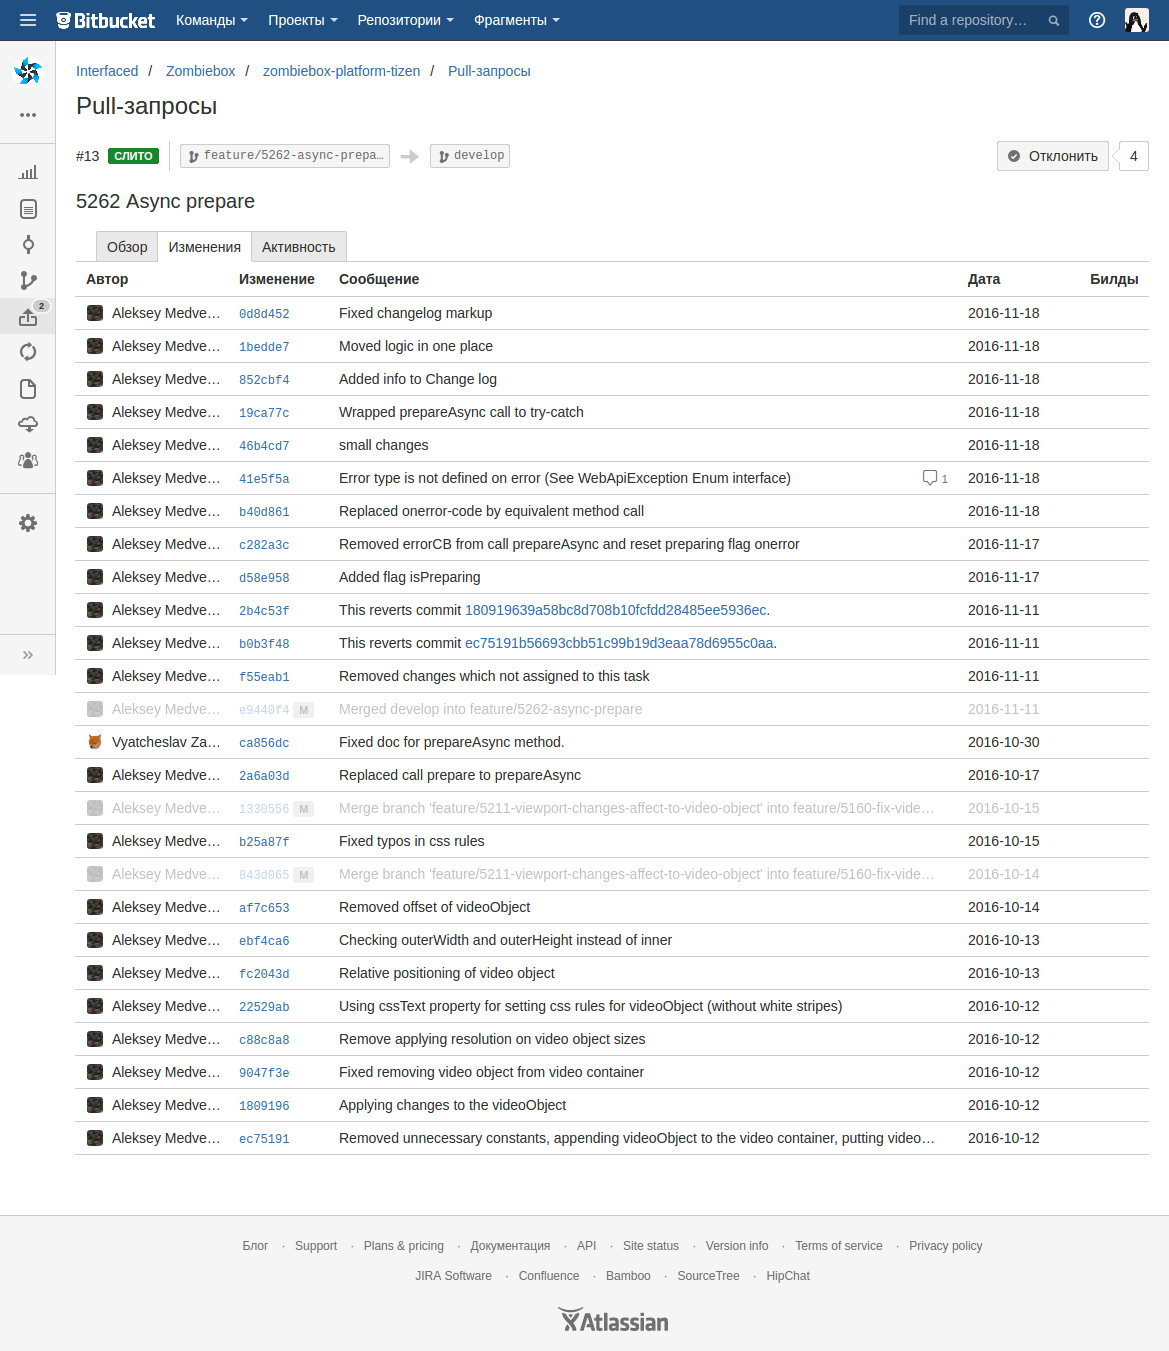 Bitbucket Команды Проекты Репозитории Фрагменты Find a repository…
Interfaced / Zombiebox / zombiebox-platform-tizen / Pull-запросы
Pull-запросы
#13 СЛИТО feature/5262-async-prepa… develop Отклонить 4
5262 Async prepare
Обзор Изменения Активность
Автор Изменение Сообщение Дата Билды
Aleksey Medve… 0d8d452 Fixed changelog markup 2016-11-18
2
Aleksey Medve… 1bedde7 Moved logic in one place 2016-11-18
Aleksey Medve… 852cbf4 Added info to Change log 2016-11-18
Aleksey Medve… 19ca77c Wrapped prepareAsync call to try-catch 2016-11-18
Aleksey Medve… 46b4cd7 small changes 2016-11-18
Aleksey Medve… 41e5f5a Error type is not defined on error (See WebApiException Enum interface) 1 2016-11-18
Aleksey Medve… b40d861 Replaced onerror-code by equivalent method call 2016-11-18
Aleksey Medve… c282a3c Removed errorCB from call prepareAsync and reset preparing flag onerror 2016-11-17
Aleksey Medve… d58e958 Added flag isPreparing 2016-11-17
Aleksey Medve… 2b4c53f This reverts commit 180919639a58bc8d708b10fcfdd28485ee5936ec. 2016-11-11
Aleksey Medve… b0b3f48 This reverts commit ec75191b56693cbb51c99b19d3eaa78d6955c0aa. 2016-11-11
Aleksey Medve… f55eab1 Removed changes which not assigned to this task 2016-11-11
Aleksey Medve… e9440f4 M Merged develop into feature/5262-async-prepare 2016-11-11
Vyatcheslav Za… ca856dc Fixed doc for prepareAsync method. 2016-10-30
Aleksey Medve… 2a6a03d Replaced call prepare to prepareAsync 2016-10-17
Aleksey Medve… 1330556 M Merge branch 'feature/5211-viewport-changes-affect-to-video-object' into feature/5160-fix-vide… 2016-10-15
Aleksey Medve… b25a87f Fixed typos in css rules 2016-10-15
Aleksey Medve… 843d065 M Merge branch 'feature/5211-viewport-changes-affect-to-video-object' into feature/5160-fix-vide… 2016-10-14
Aleksey Medve… af7c653 Removed offset of videoObject 2016-10-14
Aleksey Medve… ebf4ca6 Checking outerWidth and outerHeight instead of inner 2016-10-13
Aleksey Medve… fc2043d Relative positioning of video object 2016-10-13
Aleksey Medve… 22529ab Using cssText property for setting css rules for videoObject (without white stripes) 2016-10-12
Aleksey Medve… c88c8a8 Remove applying resolution on video object sizes 2016-10-12
Aleksey Medve… 9047f3e Fixed removing video object from video container 2016-10-12
Aleksey Medve… 1809196 Applying changes to the videoObject 2016-10-12
Aleksey Medve… ec75191 Removed unnecessary constants, appending videoObject to the video container, putting video… 2016-10-12
Блог · Support · Plans & pricing · Документация · API · Site status · Version info · Terms of service · Privacy policy
JIRA Software · Confluence · Bamboo · SourceTree · HipChat
Atlassian